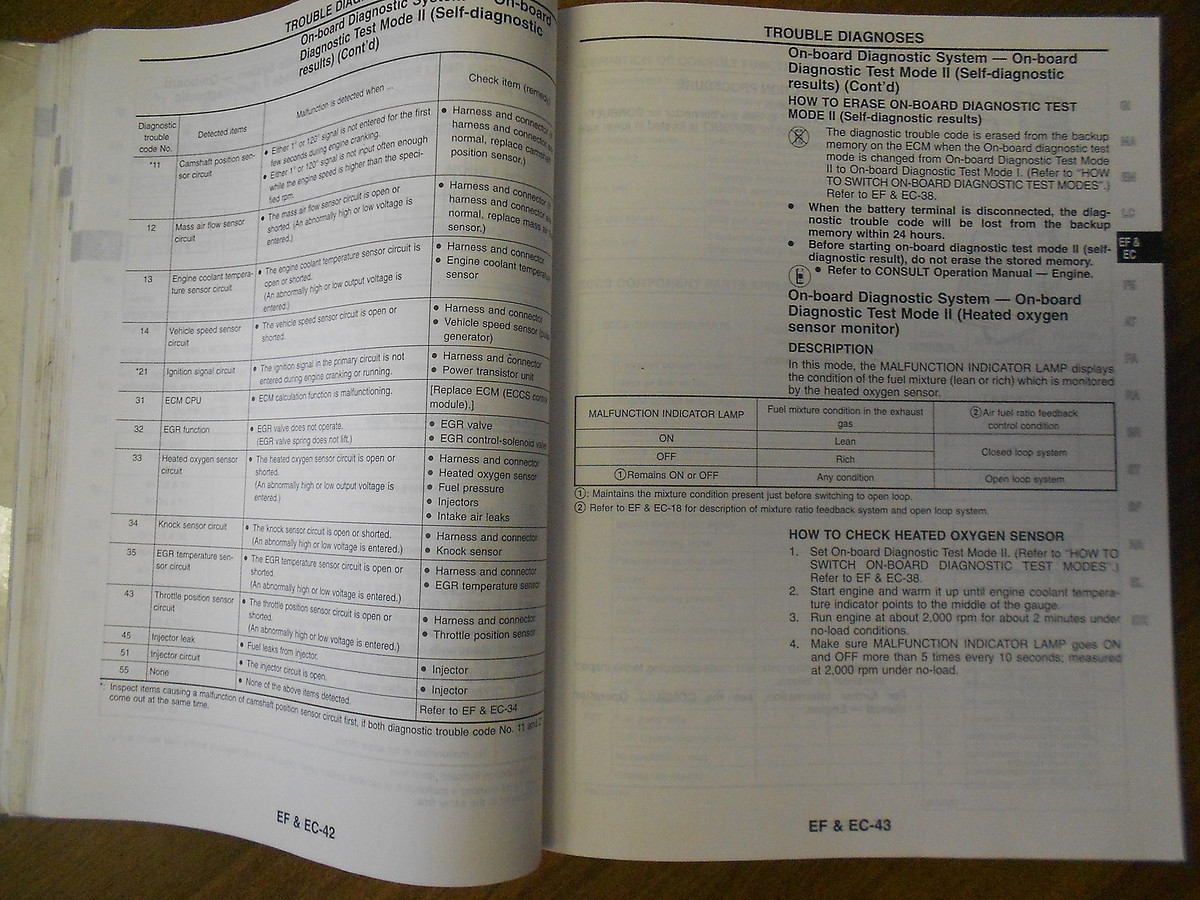 TROUBLE
On-board Diagnostic System — On-board
Diagnostic Test Mode II (Self-diagnostic
results) (Cont'd)
Diagnostic
trouble
code No.
Detected items
Malfunction is detected when ...
Check item (remedy)
*11
Camshaft position sen-
sor circuit
● Either 1° or 120° signal is not entered for the first
few seconds during engine cranking.
● Either 1° or 120° signal is not input often enough
while the engine speed is higher than the speci-
fied rpm.
● Harness and connector
harness and connector
normal, replace camshaft
position sensor.)
12
Mass air flow sensor
circuit
● The mass air flow sensor circuit is open or
shorted. (An abnormally high or low voltage is
entered.)
● Harness and connector
harness and connector
normal, replace mass air
sensor.)
13
Engine coolant tempera-
ture sensor circuit
● The engine coolant temperature sensor circuit is
open or shorted.
(An abnormally high or low output voltage is
entered.)
● Harness and connector
● Engine coolant temperature
sensor
14
Vehicle speed sensor
circuit
● The vehicle speed sensor circuit is open or
shorted.
● Harness and connector
● Vehicle speed sensor
generator)
*21
Ignition signal circuit
● The ignition signal in the primary circuit is not
entered during engine cranking or running.
● Harness and connector
● Power transistor unit
31
ECM CPU
● ECM calculation function is malfunctioning.
[Replace ECM (ECCS control
module).]
32
EGR function
● EGR valve does not operate.
(EGR valve spring does not lift.)
● EGR valve
● EGR control-solenoid valve
33
Heated oxygen sensor
circuit
● The heated oxygen sensor circuit is open or
shorted.
(An abnormally high or low output voltage is
entered.)
● Harness and connector
● Heated oxygen sensor
● Fuel pressure
● Injectors
● Intake air leaks
34
Knock sensor circuit
● The knock sensor circuit is open or shorted.
(An abnormally high or low voltage is entered.)
● Harness and connector
● Knock sensor
35
EGR temperature sen-
sor circuit
● The EGR temperature sensor circuit is open or
shorted.
(An abnormally high or low voltage is entered.)
● Harness and connector
● EGR temperature sensor
43
Throttle position sensor
circuit
● The throttle position sensor circuit is open or
shorted.
(An abnormally high or low voltage is entered.)
● Harness and connector
● Throttle position sensor
45
Injector leak
● Fuel leaks from injector.
● Injector
51
Injector circuit
● The injector circuit is open.
● Injector
55
None
● None of the above items detected.
Refer to EF & EC-34
*: Inspect items causing a malfunction of camshaft position sensor circuit first, if both diagnostic trouble code No. 11 and
come out at the same time.
EF & EC-42
TROUBLE DIAGNOSES
On-board Diagnostic System — On-board
Diagnostic Test Mode II (Self-diagnostic
results) (Cont'd)
HOW TO ERASE ON-BOARD DIAGNOSTIC TEST
MODE II (Self-diagnostic results)
The diagnostic trouble code is erased from the backup
memory on the ECM when the On-board diagnostic test
mode is changed from On-board Diagnostic Test Mode
II to On-board Diagnostic Test Mode I. (Refer to "HOW
TO SWITCH ON-BOARD DIAGNOSTIC TEST MODES".)
Refer to EF & EC-38.
● When the battery terminal is disconnected, the diag-
nostic trouble code will be lost from the backup
memory within 24 hours.
● Before starting on-board diagnostic test mode II (self-
diagnostic result), do not erase the stored memory.
● Refer to CONSULT Operation Manual — Engine.
On-board Diagnostic System — On-board
Diagnostic Test Mode II (Heated oxygen
sensor monitor)
DESCRIPTION
In this mode, the MALFUNCTION INDICATOR LAMP displays
the condition of the fuel mixture (lean or rich) which is monitored
by the heated oxygen sensor.
MALFUNCTION INDICATOR LAMP
Fuel mixture condition in the exhaust
gas
②Air fuel ratio feedback
control condition
ON
Lean
Closed loop system
OFF
Rich
①Remains ON or OFF
Any condition
Open loop system
①: Maintains the mixture condition present just before switching to open loop.
② Refer to EF & EC-18 for description of mixture ratio feedback system and open loop system.
HOW TO CHECK HEATED OXYGEN SENSOR
1. Set On-board Diagnostic Test Mode II. (Refer to "HOW TO
SWITCH ON-BOARD DIAGNOSTIC TEST MODES".)
Refer to EF & EC-38.
2. Start engine and warm it up until engine coolant tempera-
ture indicator points to the middle of the gauge.
3. Run engine at about 2,000 rpm for about 2 minutes under
no-load conditions.
4. Make sure MALFUNCTION INDICATOR LAMP goes ON
and OFF more than 5 times every 10 seconds; measured
at 2,000 rpm under no-load.
EF &
EC
EF & EC-43